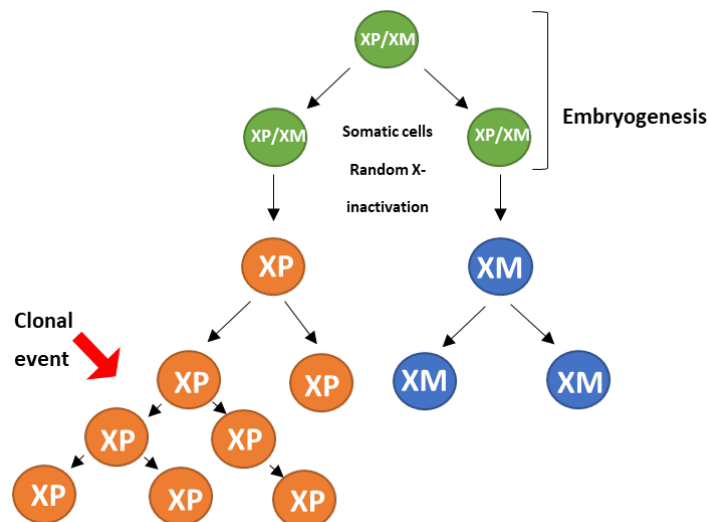 XP/XM
XP/XM
Somatic cells
Random X-
inactivation
XP/XM
Embryogenesis
XP
XM
Clonal
event
XP
XP
XM
XM
XP
XP
XP
XP
XP